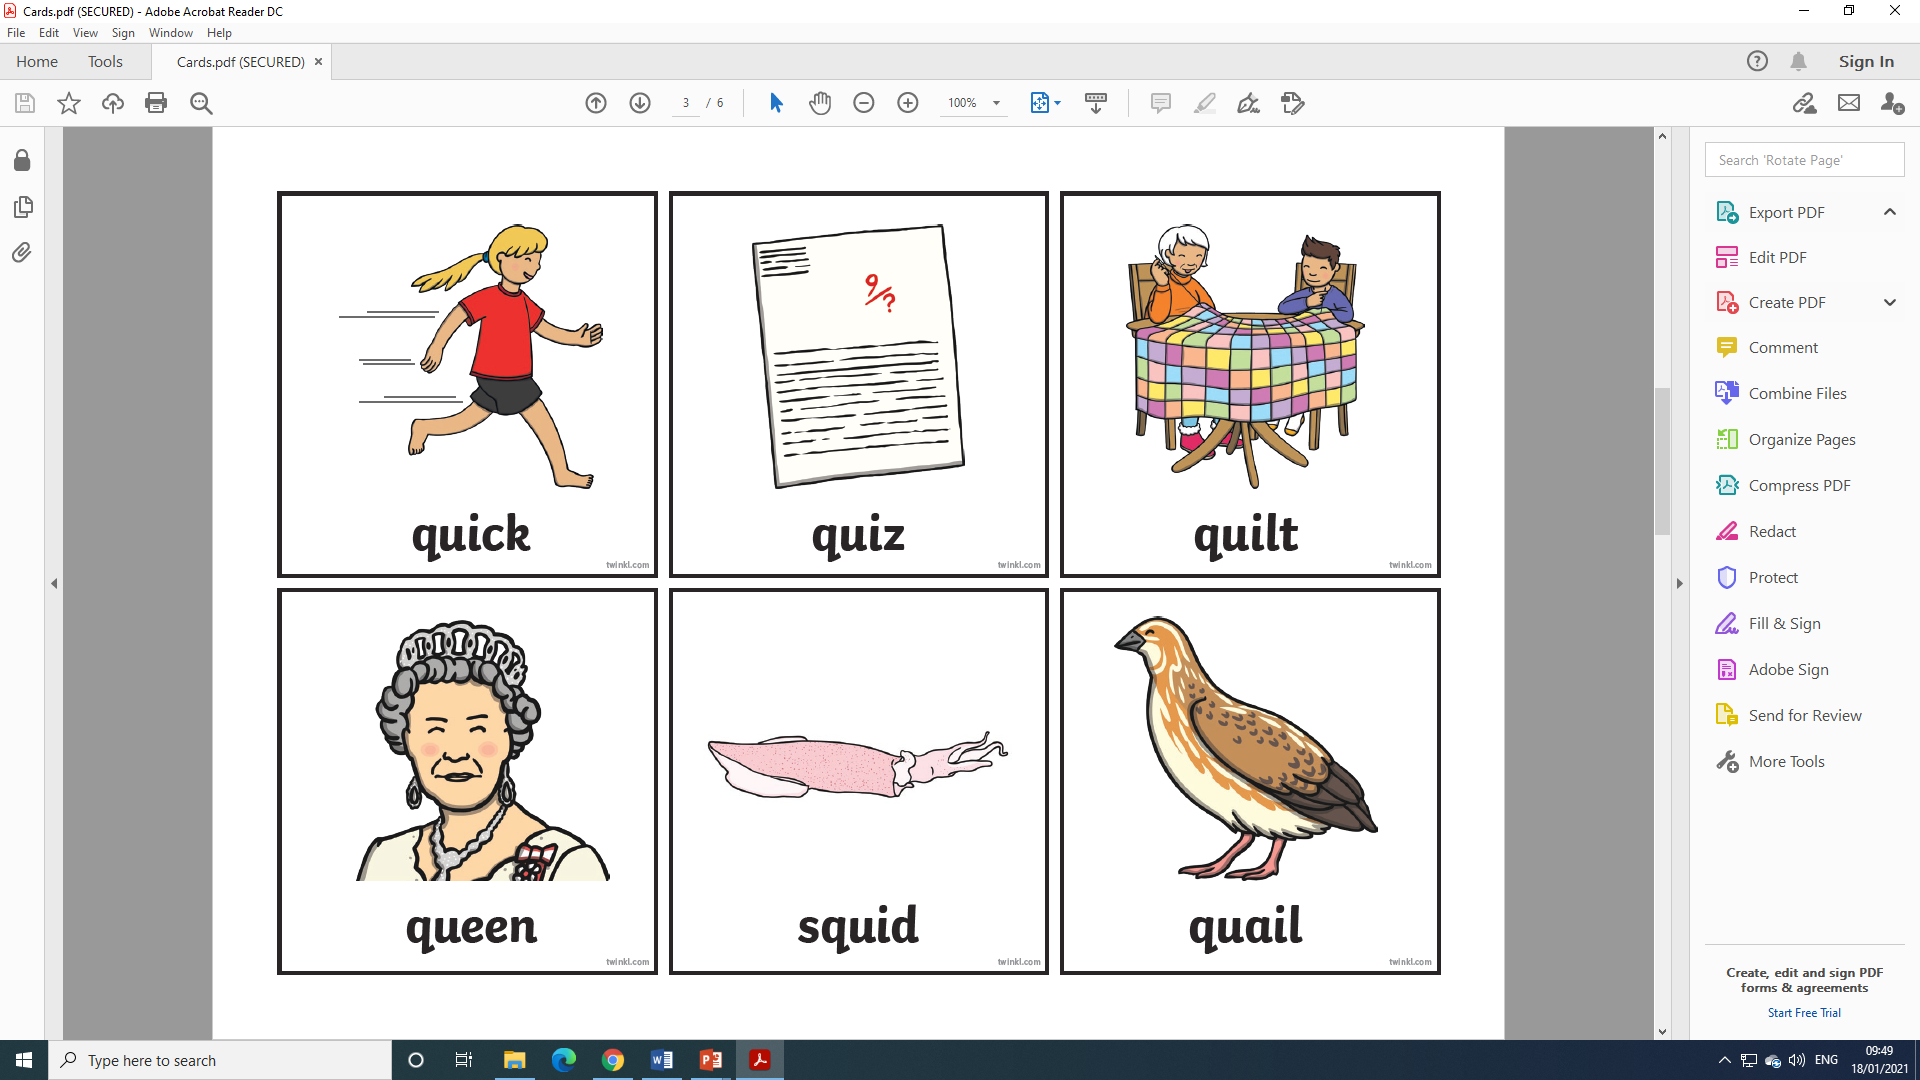 Cards.pdf (SECURED) - Adobe Acrobat Reader DC
File Edit View Sign Window Help
Home Tools Cards.pdf (SECURED) × Sign In
3 / 6 100%
Search 'Rotate Page'
Export PDF
Edit PDF
Create PDF
Comment
Combine Files
Organize Pages
Compress PDF
Redact
Protect
Fill & Sign
Adobe Sign
Send for Review
More Tools
Create, edit and sign PDF
forms & agreements
Start Free Trial
9/?
quick quiz quilt
twinkl.com twinkl.com twinkl.com
queen squid quail
twinkl.com twinkl.com twinkl.com
Type here to search
ENG
09:49
18/01/2021